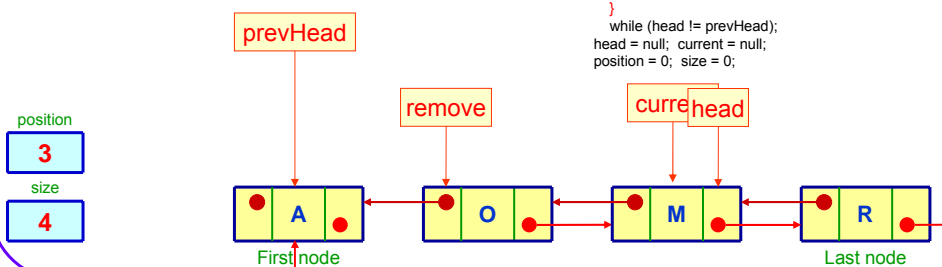 }
while (head != prevHead);
head = null;  current = null;
position = 0;  size = 0;
prevHead
remove
curre
head
position
3
size
4
A
O
M
R
First node
Last node